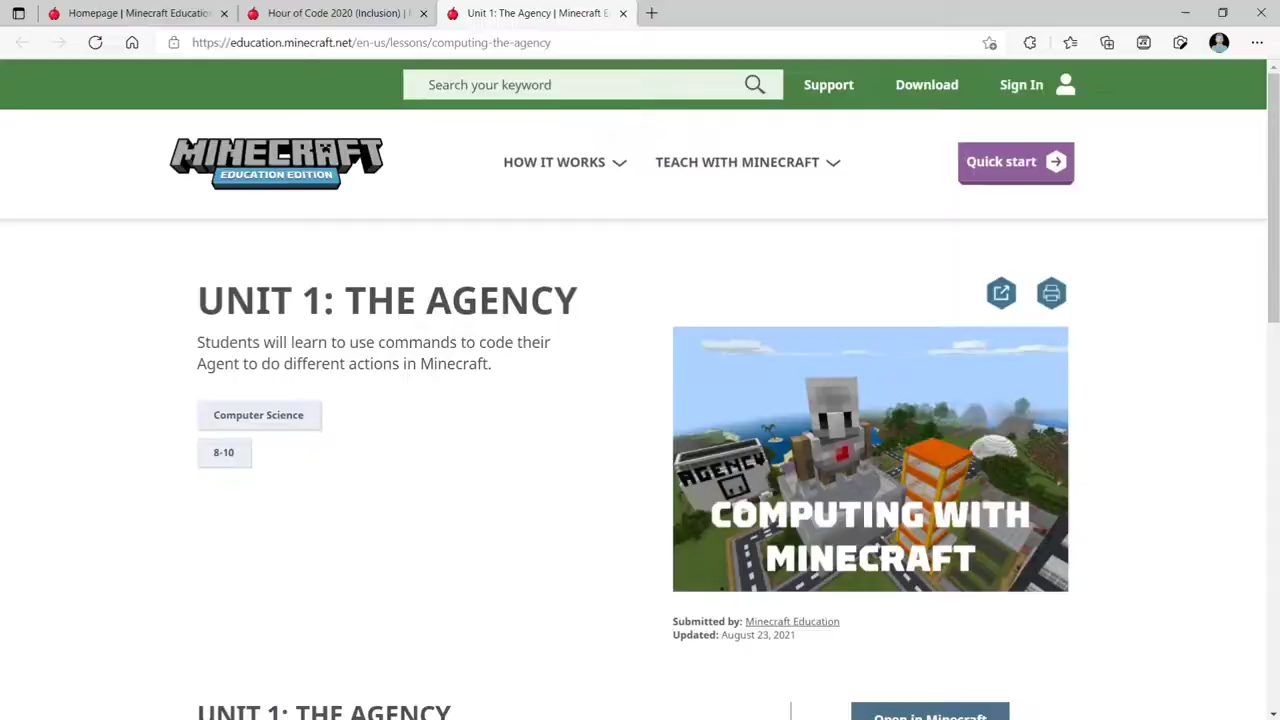 Homepage | Minecraft Education
Hour of Code 2020 (Inclusion) |
Unit 1: The Agency | Minecraft E
https://education.minecraft.net/en-us/lessons/computing-the-agency
Search your keyword
Support
Download
Sign In
MINECRAFT
EDUCATION EDITION
HOW IT WORKS
TEACH WITH MINECRAFT
Quick start
UNIT 1: THE AGENCY
Students will learn to use commands to code their
Agent to do different actions in Minecraft.
Computer Science
8-10
AGENCY
COMPUTING WITH
MINECRAFT
Submitted by: Minecraft Education
Updated: August 23, 2021
UNIT 1: THE AGENCY
Open in Minecraft